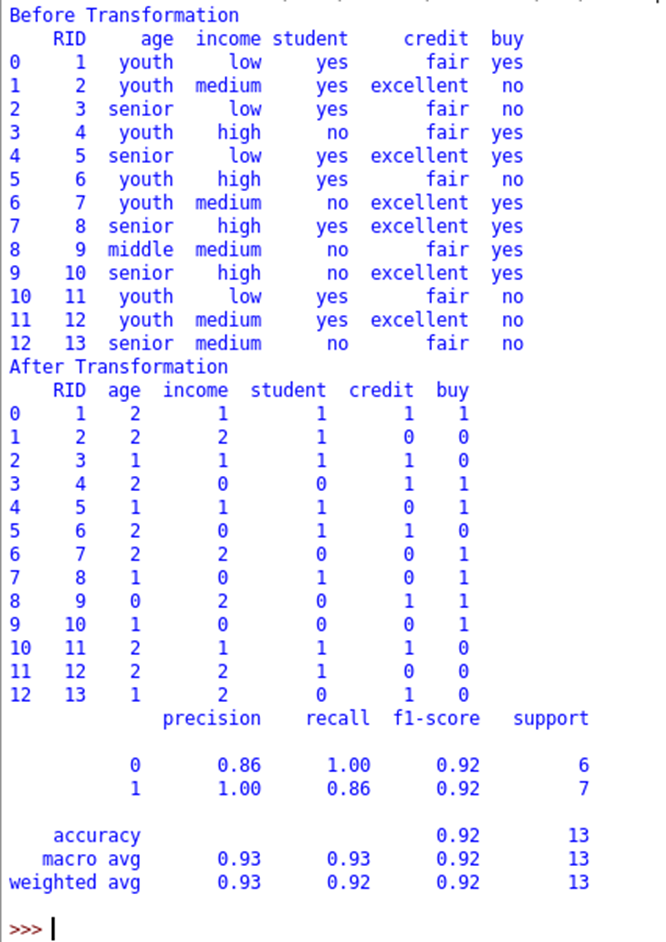 Before Transformation
    RID     age  income student     credit  buy
0     1   youth     low     yes       fair  yes
1     2   youth  medium     yes  excellent   no
2     3  senior     low     yes       fair   no
3     4   youth    high      no       fair  yes
4     5  senior     low     yes  excellent  yes
5     6   youth    high     yes       fair   no
6     7   youth  medium      no  excellent  yes
7     8  senior    high     yes  excellent  yes
8     9  middle  medium      no       fair  yes
9    10  senior    high      no  excellent  yes
10   11   youth     low     yes       fair   no
11   12   youth  medium     yes  excellent   no
12   13  senior  medium      no       fair   no
After Transformation
    RID  age  income  student  credit  buy
0     1    2       1        1       1    1
1     2    2       2        1       0    0
2     3    1       1        1       1    0
3     4    2       0        0       1    1
4     5    1       1        1       0    1
5     6    2       0        1       1    0
6     7    2       2        0       0    1
7     8    1       0        1       0    1
8     9    0       2        0       1    1
9    10    1       0        0       0    1
10   11    2       1        1       1    0
11   12    2       2        1       0    0
12   13    1       2        0       1    0
              precision    recall  f1-score   support
           0       0.86      1.00      0.92         6
           1       1.00      0.86      0.92         7
    accuracy                           0.92        13
   macro avg       0.93      0.93      0.92        13
weighted avg       0.93      0.92      0.92        13
>>>